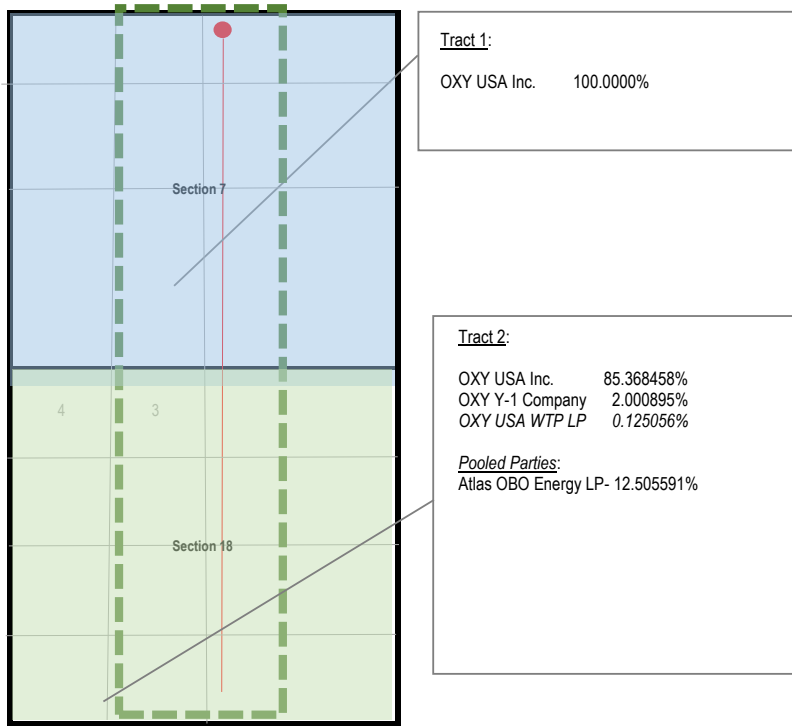 Tract 1:
OXY USA Inc. 100.0000%
Section 7
Tract 2:
OXY USA Inc. 85.368458%
OXY Y-1 Company 2.000895%
OXY USA WTP LP 0.125056%
Pooled Parties:
Atlas OBO Energy LP- 12.505591%
4 3
Section 18